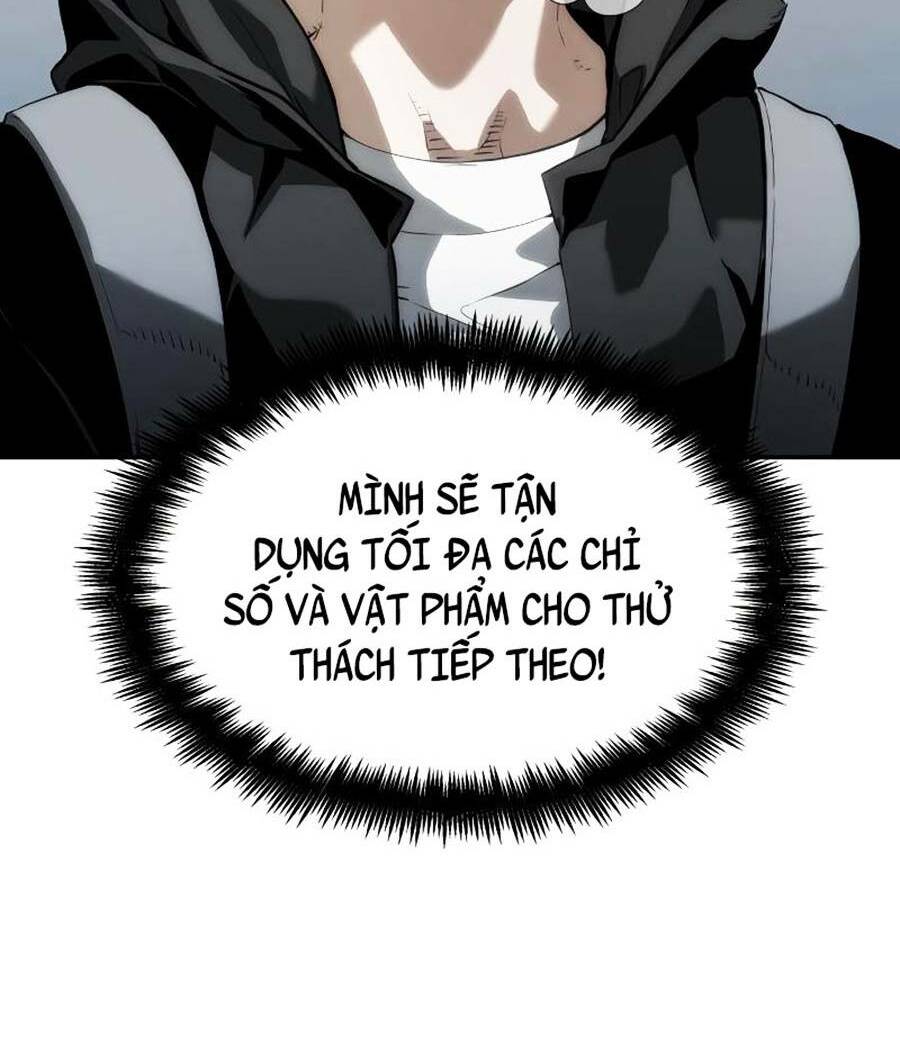 MÌNH SẼ TẬN
DỤNG TỐI ĐA CÁC CHỈ
SỐ VÀ VẬT PHẨM CHO THỬ
THÁCH TIẾP THEO!